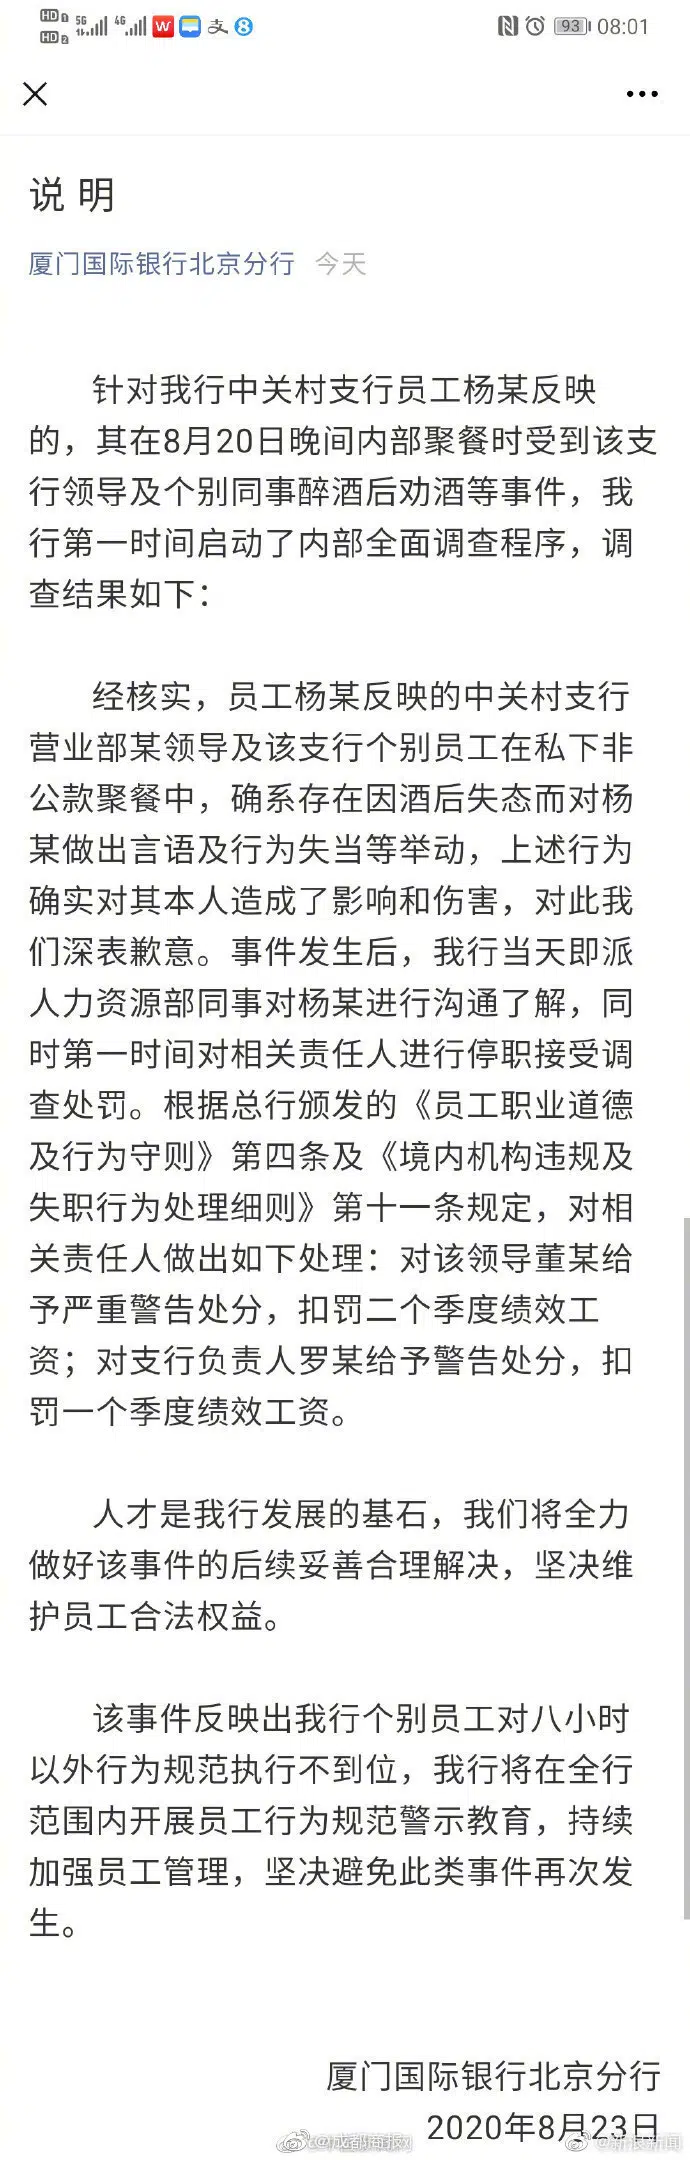 HD 1 5G 4G W 支 8 N 93 08:01
HD 2
说 明
厦门国际银行北京分行 今天
针对我行中关村支行员工杨某反映
的，其在8月20日晚间内部聚餐时受到该支
行领导及个别同事醉酒后劝酒等事件，我
行第一时间启动了内部全面调查程序，调
查结果如下：
经核实，员工杨某反映的中关村支行
营业部某领导及该支行个别员工在私下非
公款聚餐中，确系存在因酒后失态而对杨
某做出言语及行为失当等举动，上述行为
确实对其本人造成了影响和伤害，对此我
们深表歉意。事件发生后，我行当天即派
人力资源部同事对杨某进行沟通了解，同
时第一时间对相关责任人进行停职接受调
查处罚。根据总行颁发的《员工职业道德
及行为守则》第四条及《境内机构违规及
失职行为处理细则》第十一条规定，对相
关责任人做出如下处理：对该领导董某给
予严重警告处分，扣罚二个季度绩效工
资；对支行负责人罗某给予警告处分，扣
罚一个季度绩效工资。
人才是我行发展的基石，我们将全力
做好该事件的后续妥善合理解决，坚决维
护员工合法权益。
该事件反映出我行个别员工对八小时
以外行为规范执行不到位，我行将在全行
范围内开展员工行为规范警示教育，持续
加强员工管理，坚决避免此类事件再次发
生。
厦门国际银行北京分行
2020年8月23日
@成都商报
@新浪新闻